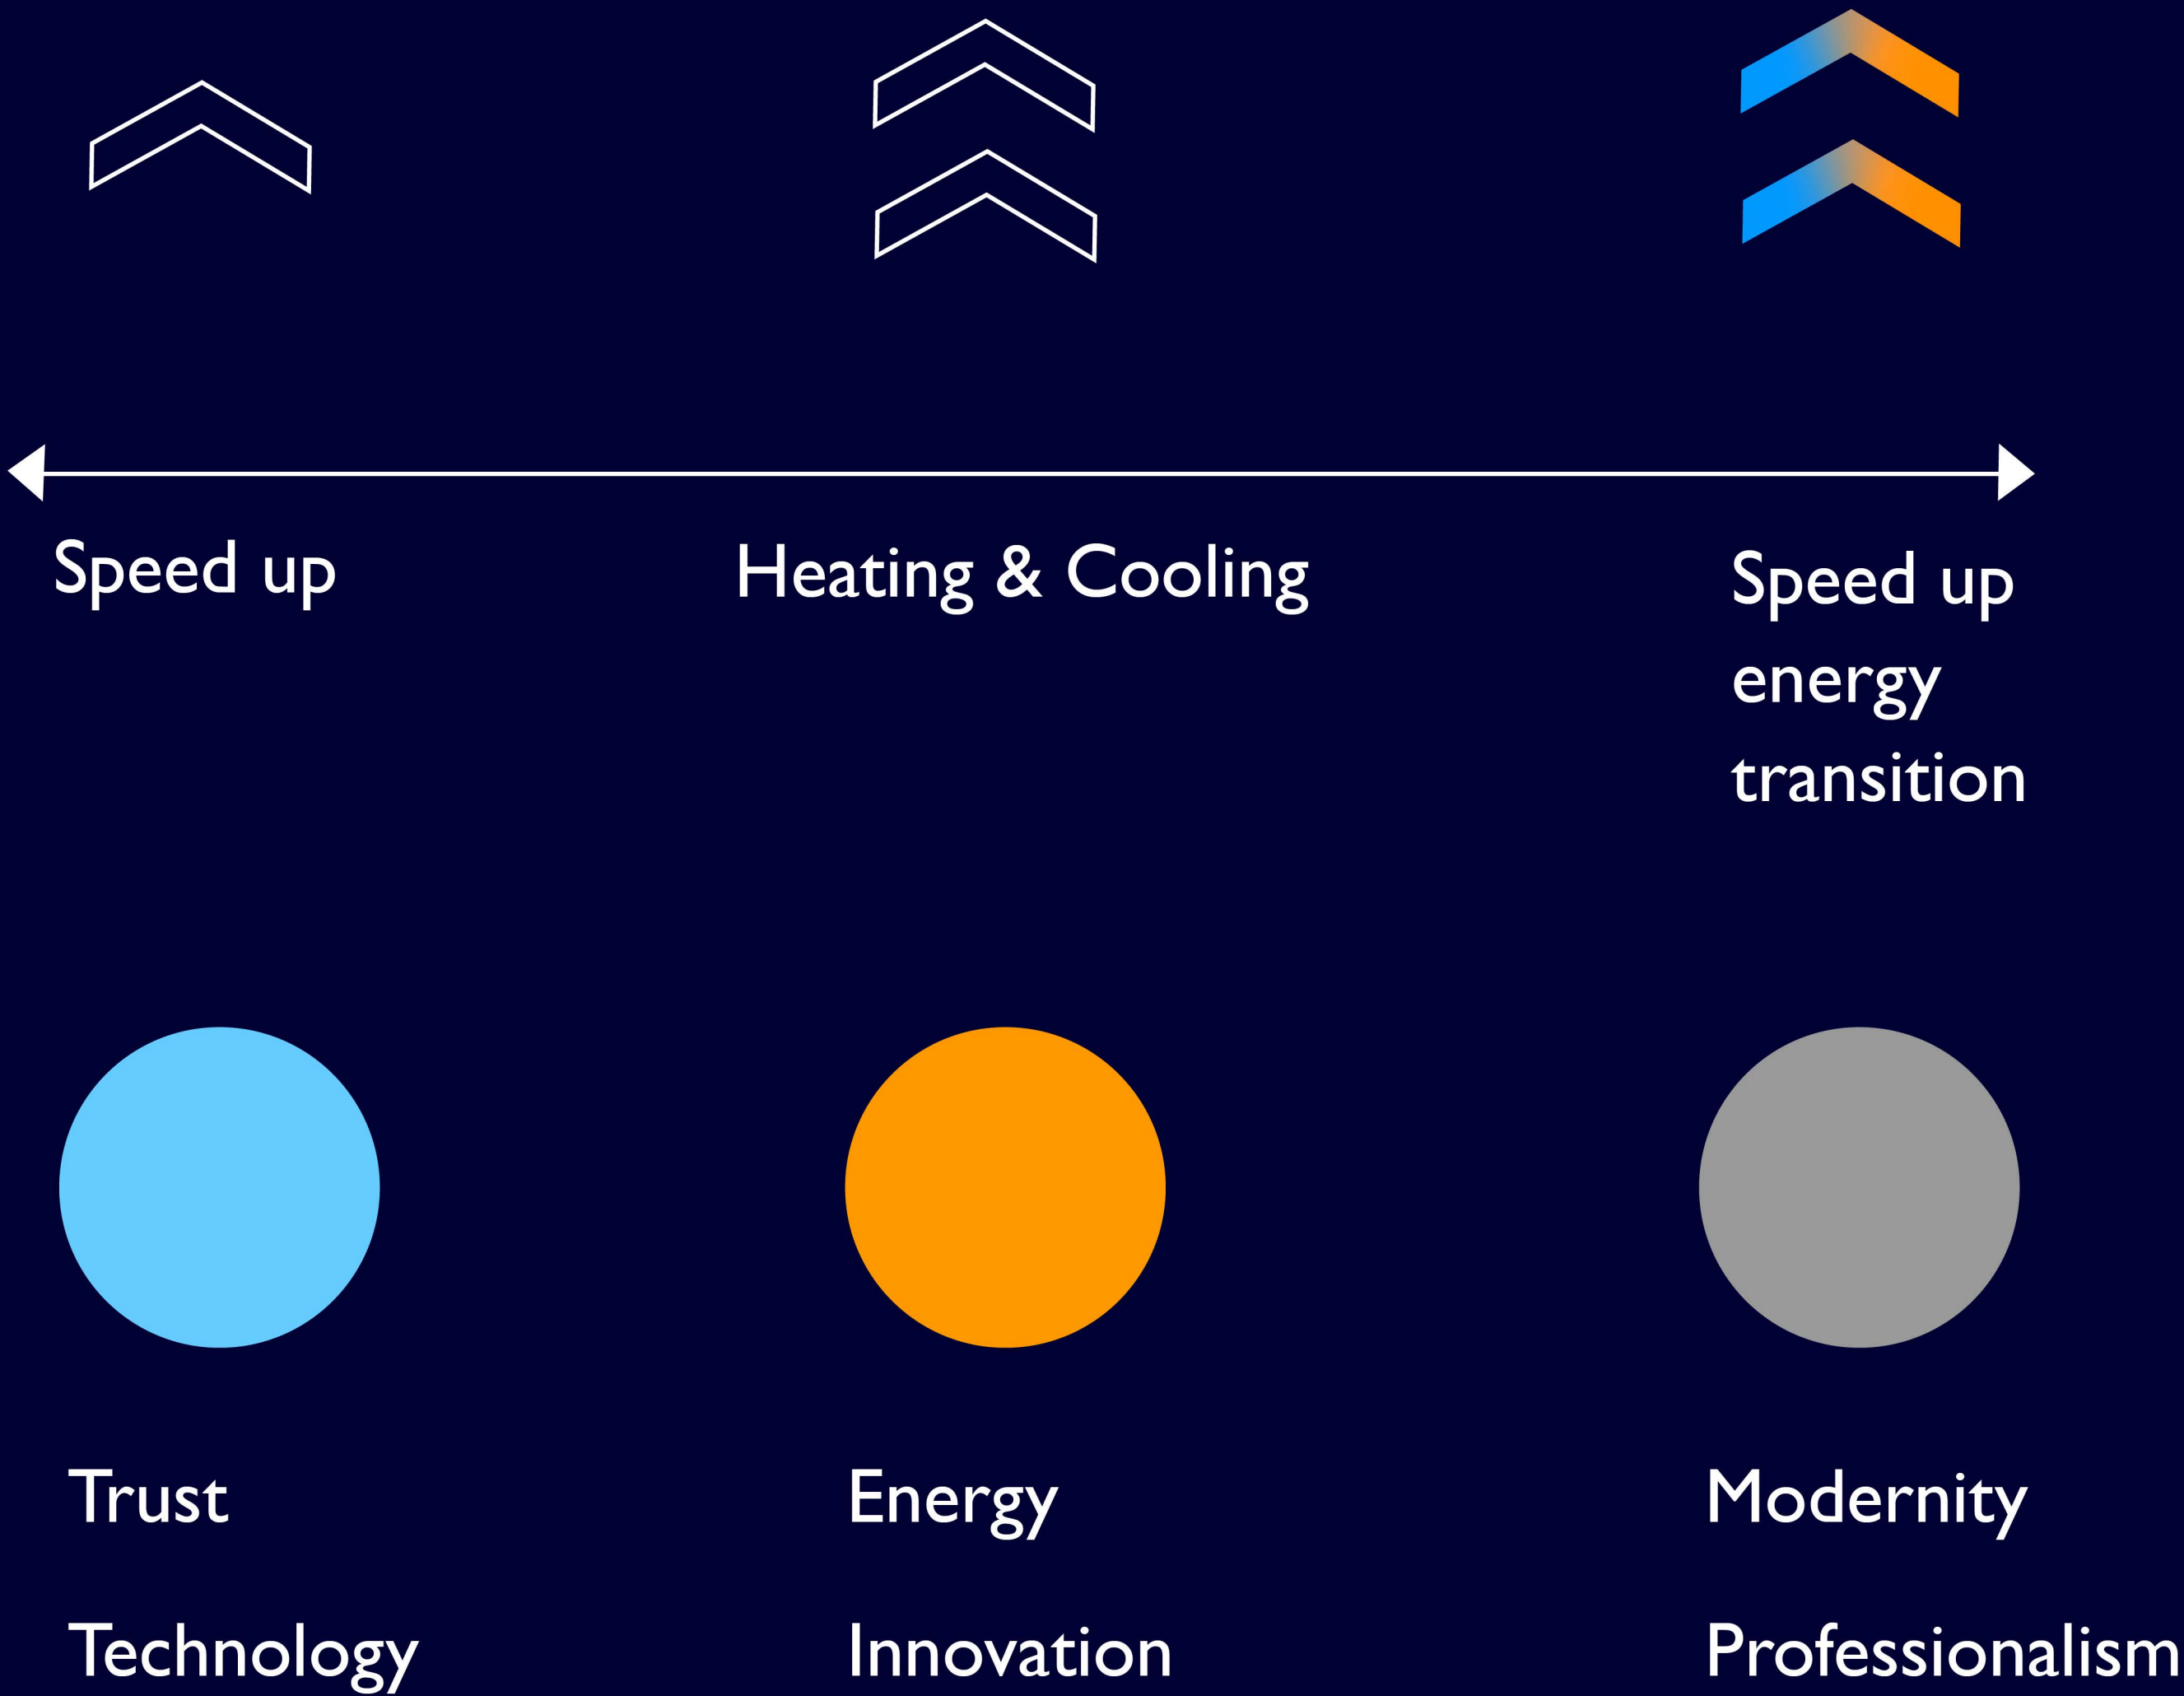 Speed up
Heating & Cooling
Speed up
energy
transition
Trust
Energy
Modernity
Technology
Innovation
Professionalism